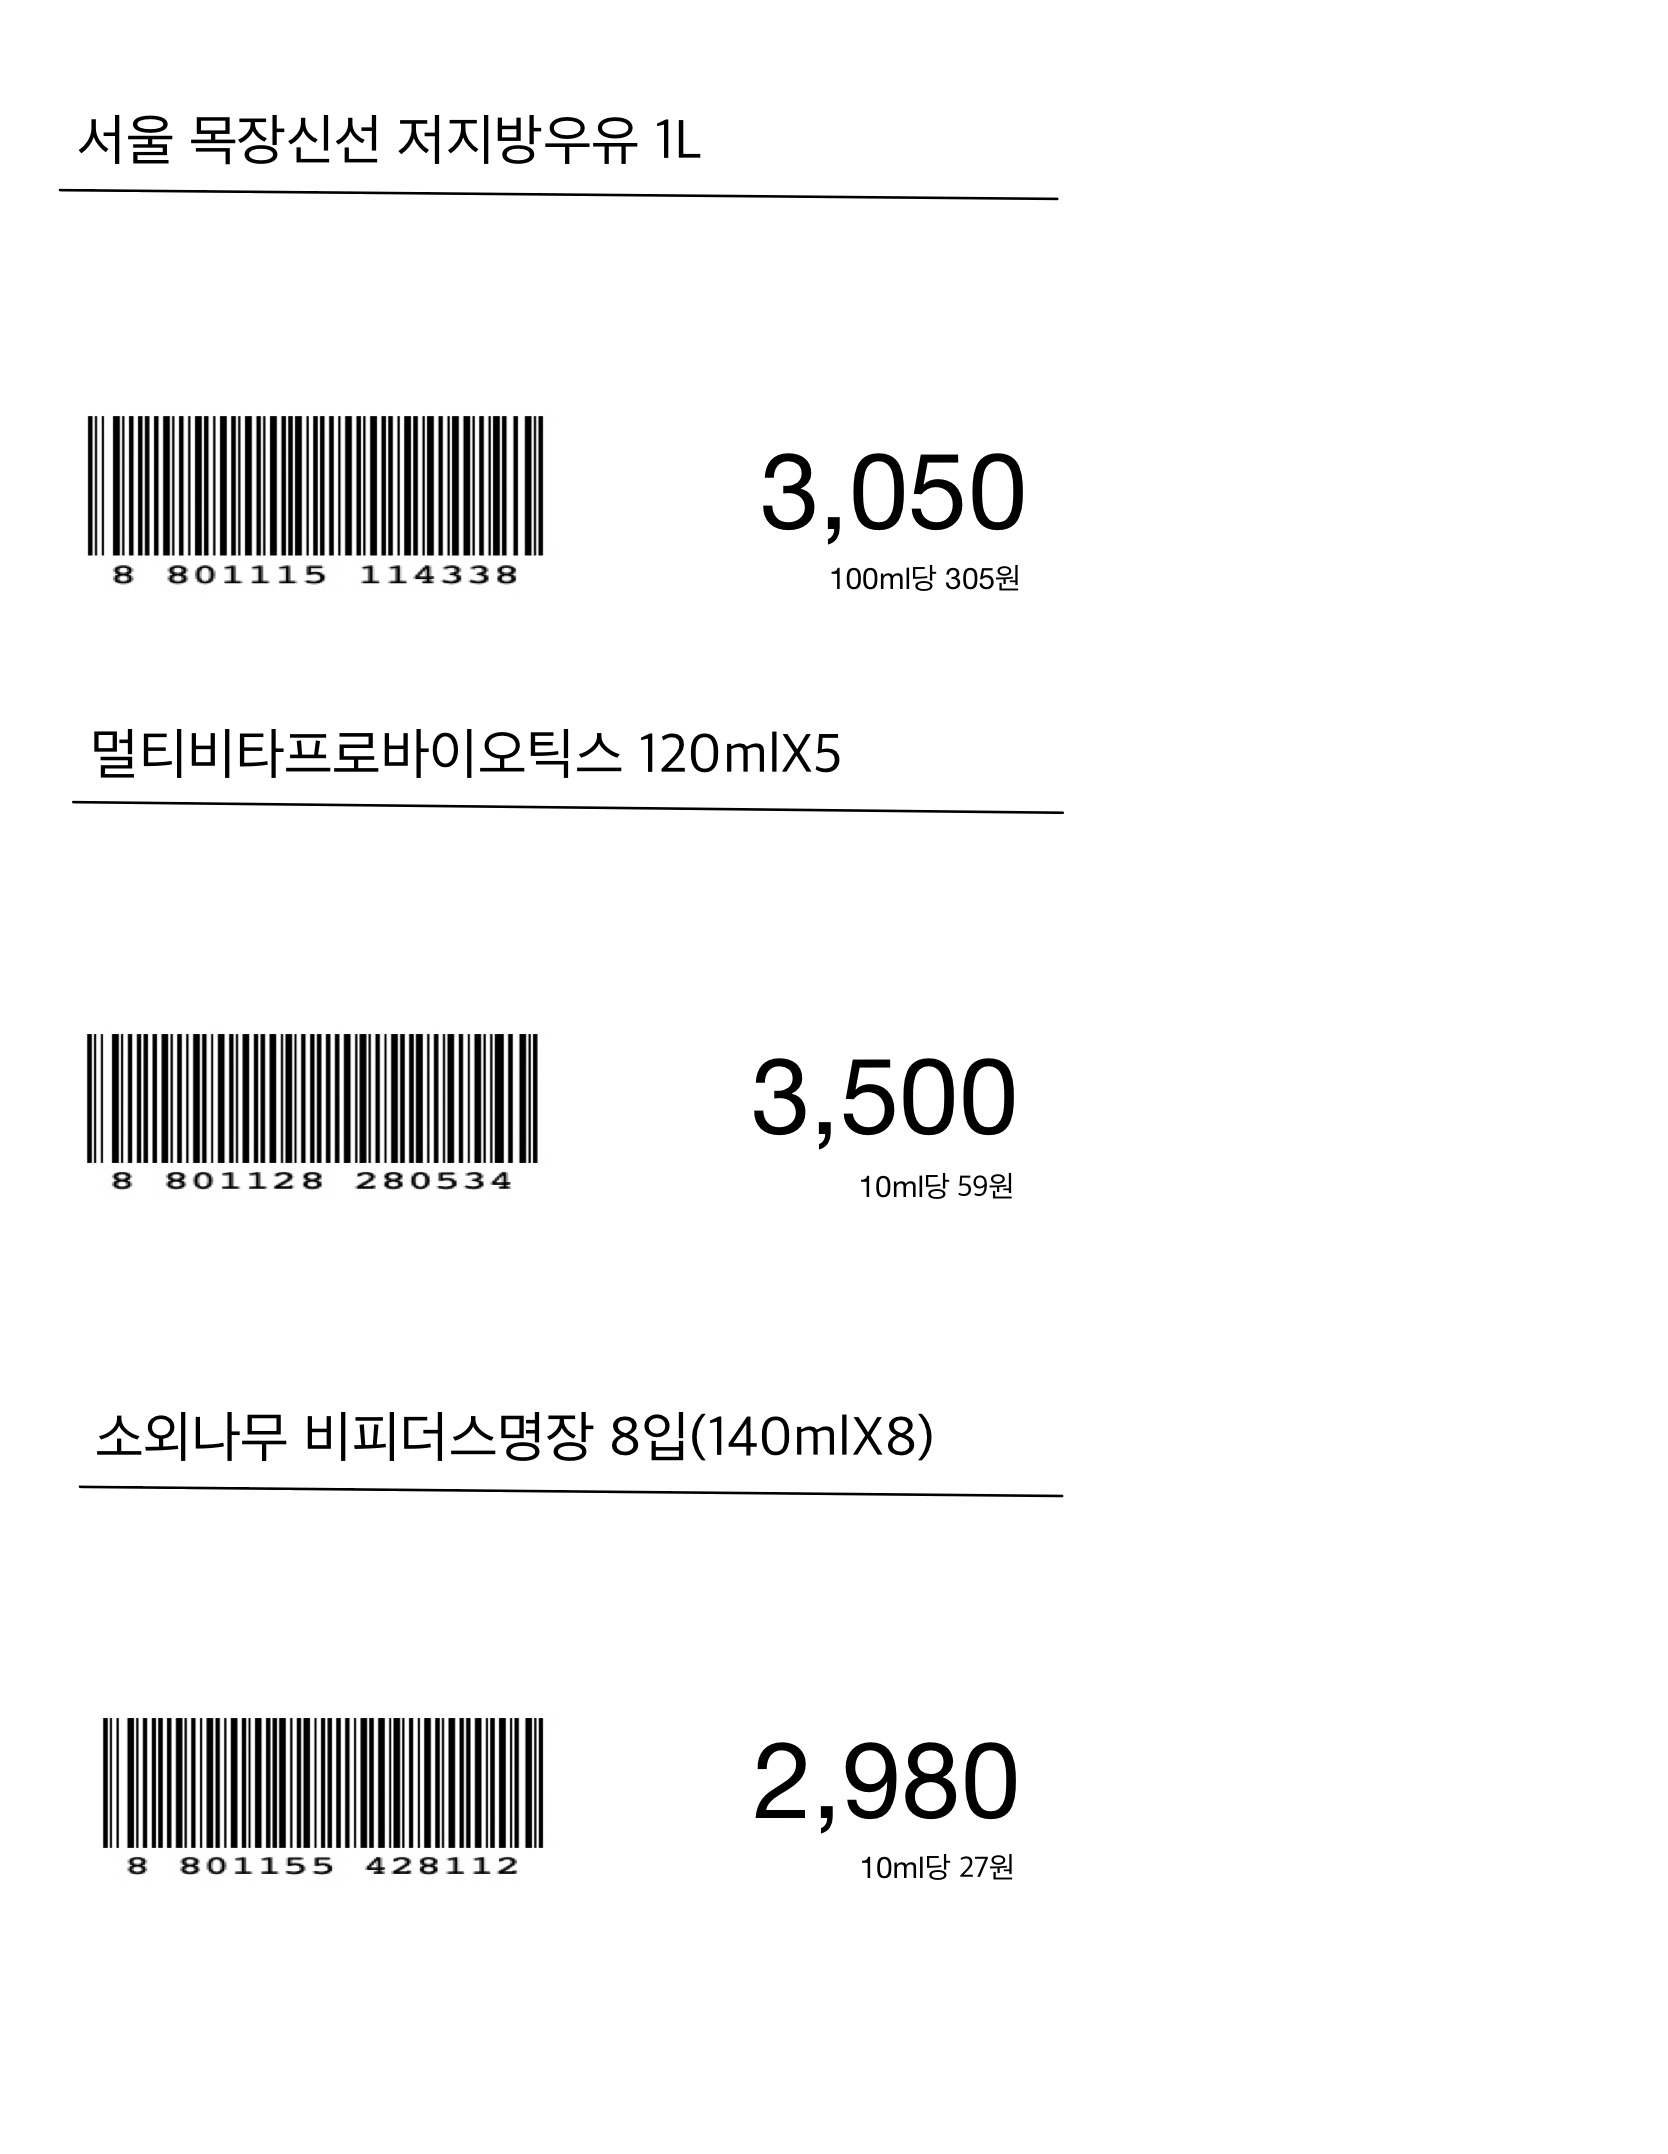 서울 목장신선 저지방우유 1L
3,050
8 801115 114338
100ml당 305원
멀티비타프로바이오틱스 120mlX5
3,500
8 801128 280534
10ml당 59원
소외나무 비피더스명장 8입(140mlX8)
2,980
8 801155 428112
10ml당 27원